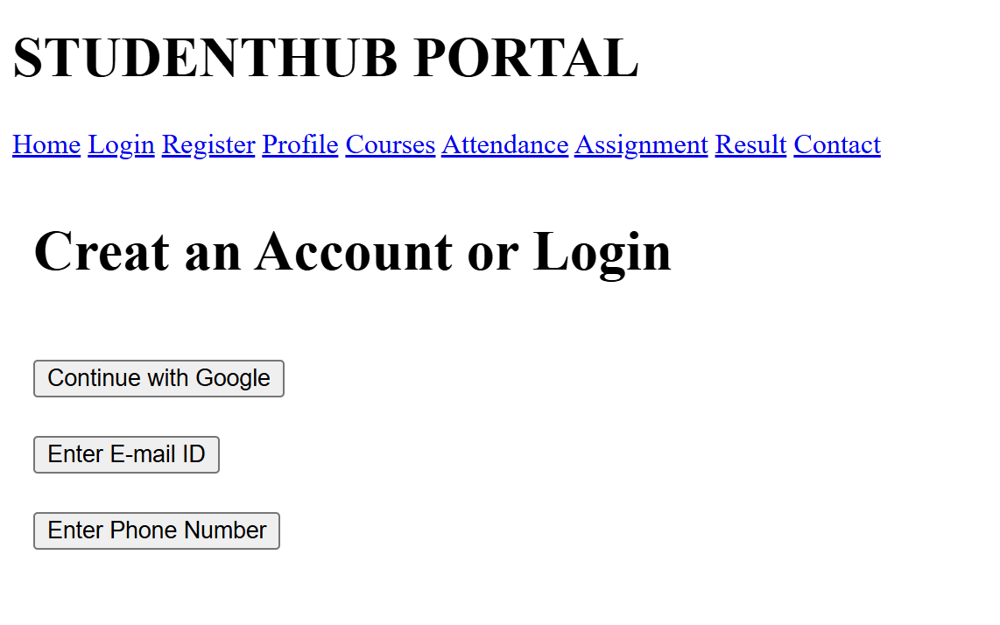 STUDENTHUB PORTAL
Home Login Register Profile Courses Attendance Assignment Result Contact
Creat an Account or Login
Continue with Google
Enter E-mail ID
Enter Phone Number